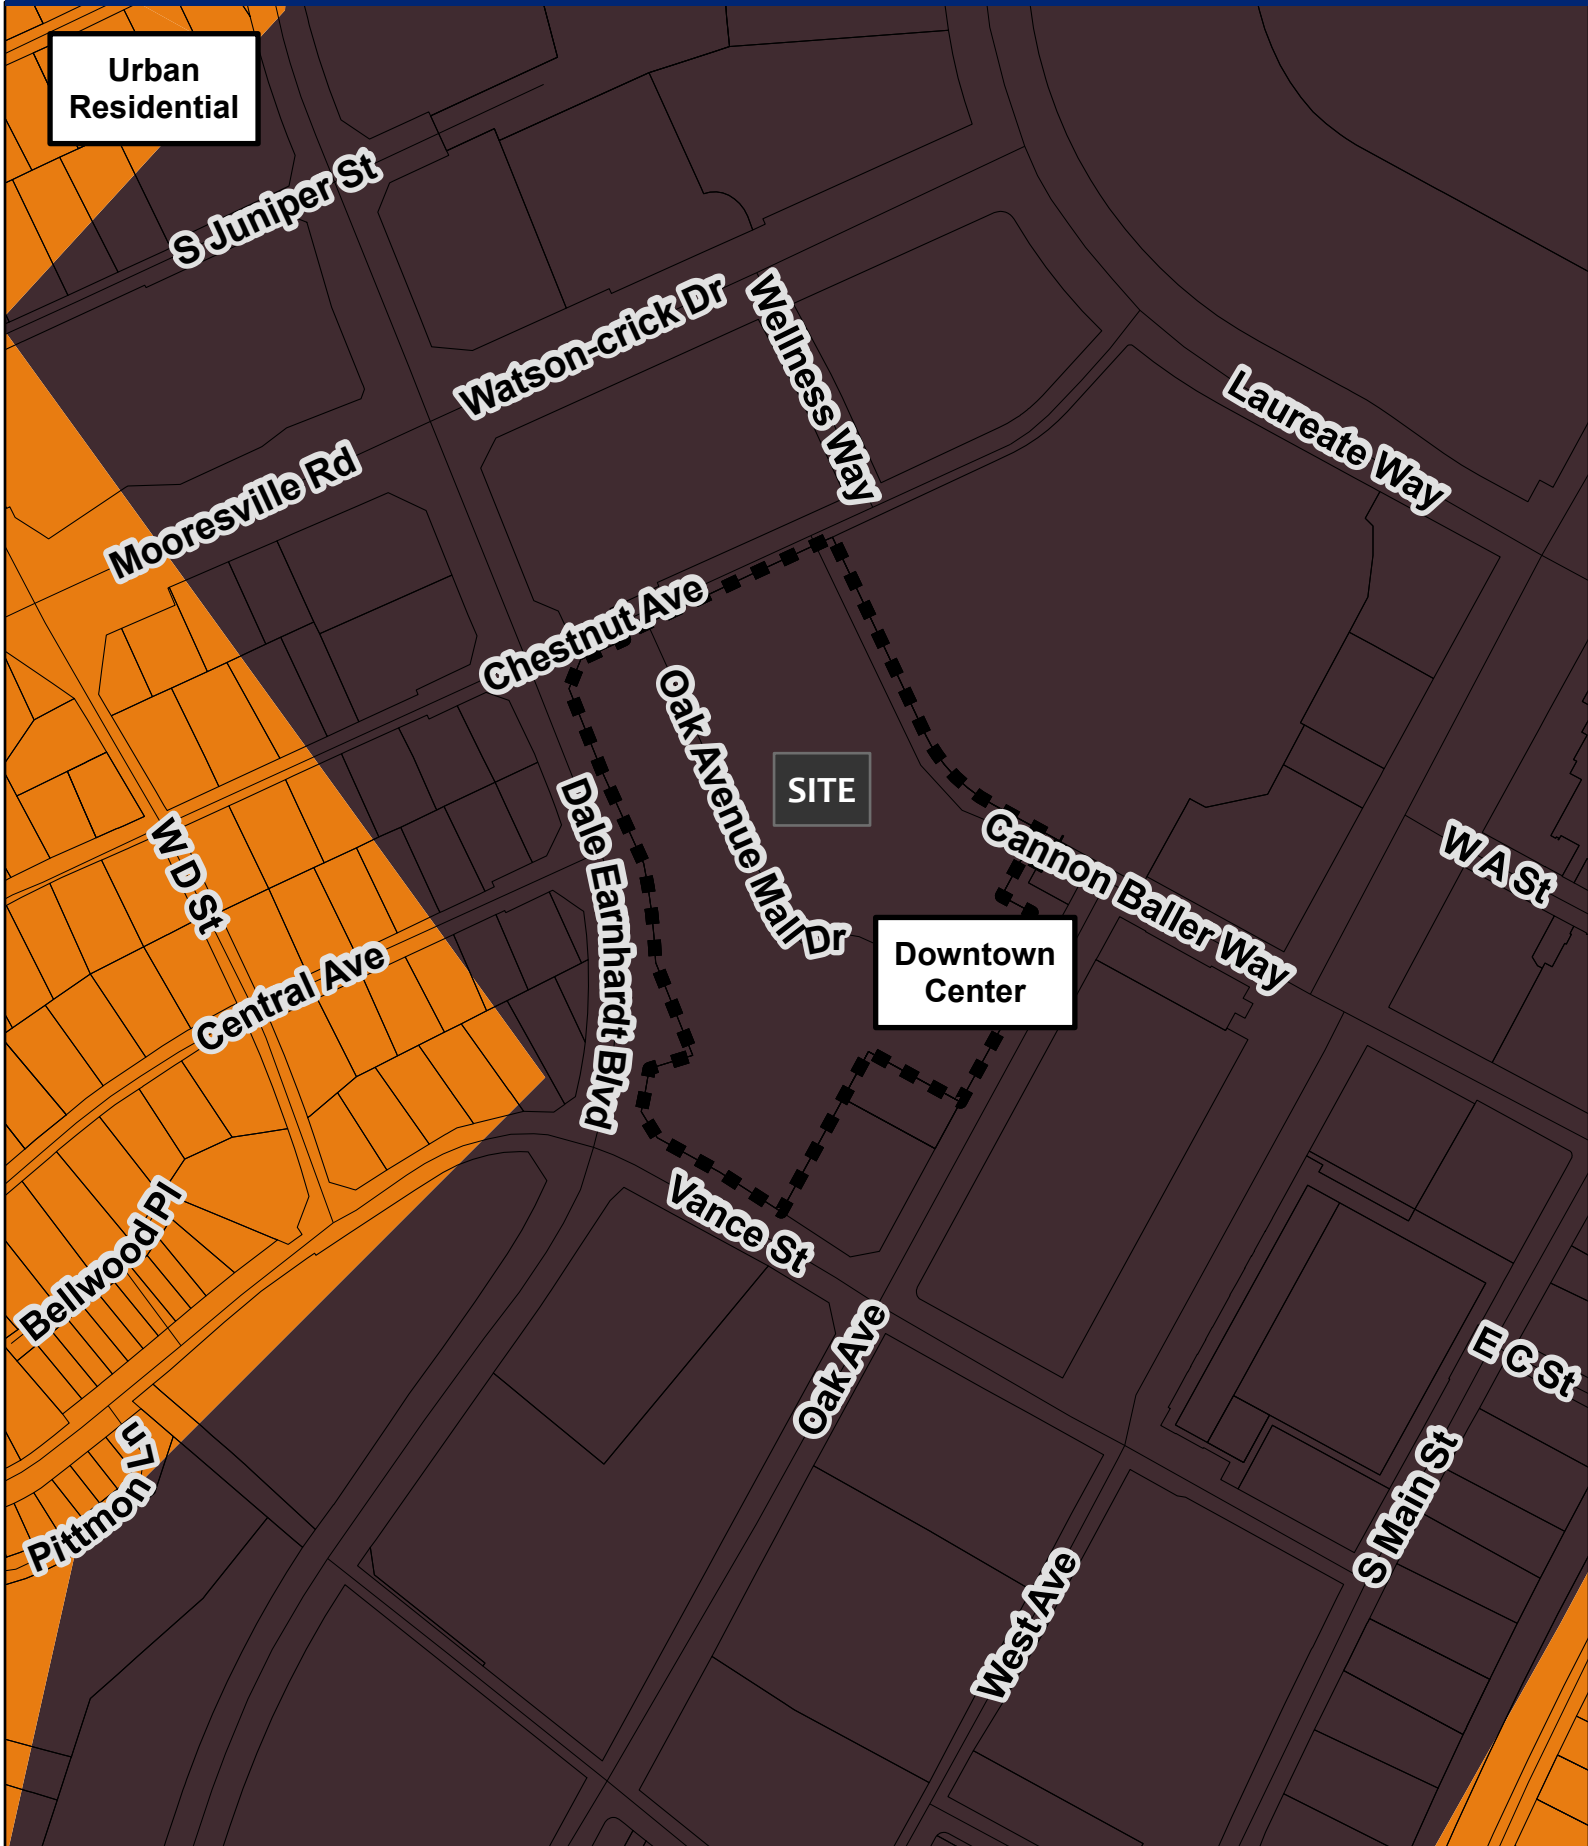 Urban
Residential
S Juniper St
Watson-crick Dr
Wellness Way
Laureate Way
Mooresville Rd
Chestnut Ave
Oak Avenue Mall Dr
SITE
Dale Earnhardt Blvd
Cannon Baller Way
W A St
W D St
Central Ave
Downtown
Center
Bellwood Pl
Vance St
Oak Ave
E C St
Pittmon Ln
S Main St
West Ave